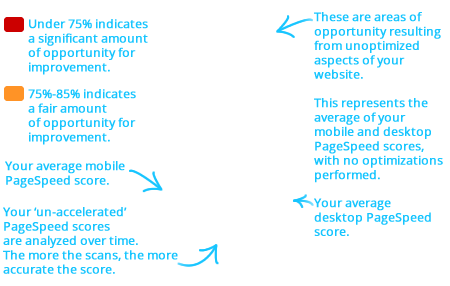 Under 75% indicates
a significant amount
of opportunity for
improvement.
75%-85% indicates
a fair amount
of opportunity for
improvement.
Your average mobile
PageSpeed score.
Your ‘un-accelerated’
PageSpeed scores
are analyzed over time.
The more the scans, the more
accurate the score.
These are areas of
opportunity resulting
from unoptimized
aspects of your
website.
This represents the
average of your
mobile and desktop
PageSpeed scores,
with no optimizations
performed.
Your average
desktop PageSpeed
score.